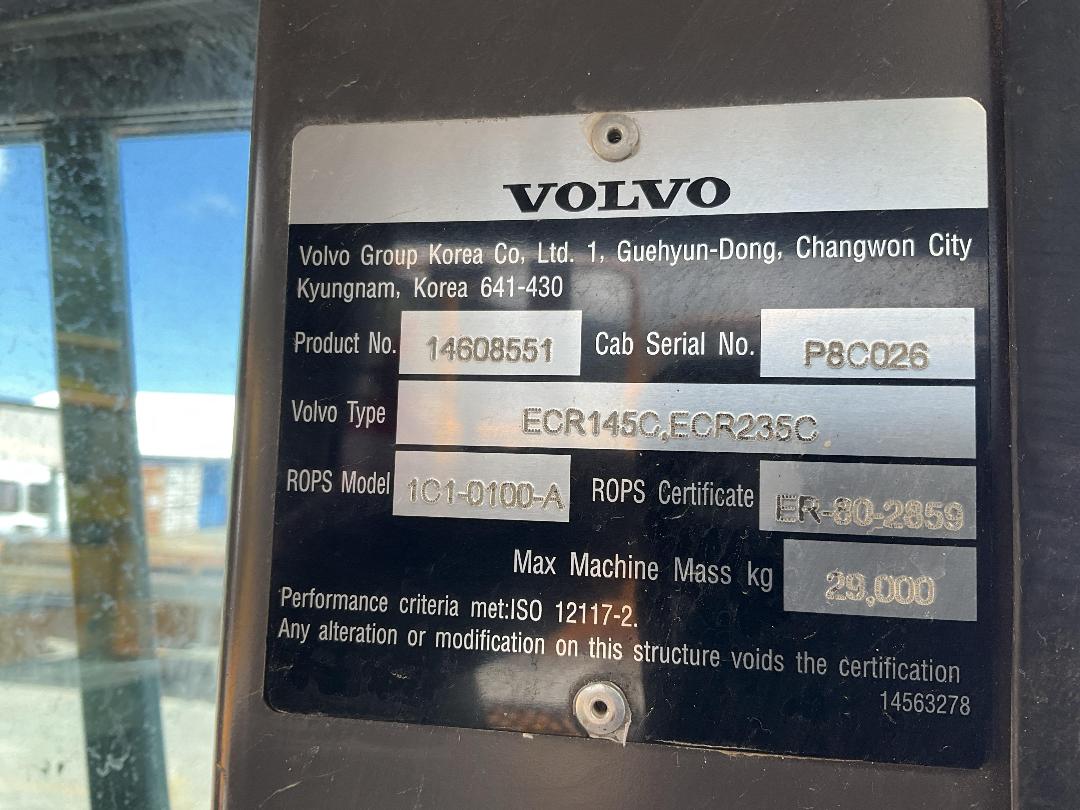 VOLVO
Volvo Group Korea Co, Ltd. 1, Guehyun-Dong, Changwon City
Kyungnam, Korea 641-430
Product No. 14608551 Cab Serial No. P8C026
Volvo Type ECR145C,ECR235C
ROPS Model 1C1-0100-A ROPS Certificate ER-80-2859
Max Machine Mass kg 29,000
Performance criteria met:ISO 12117-2.
Any alteration or modification on this structure voids the certification
14563278